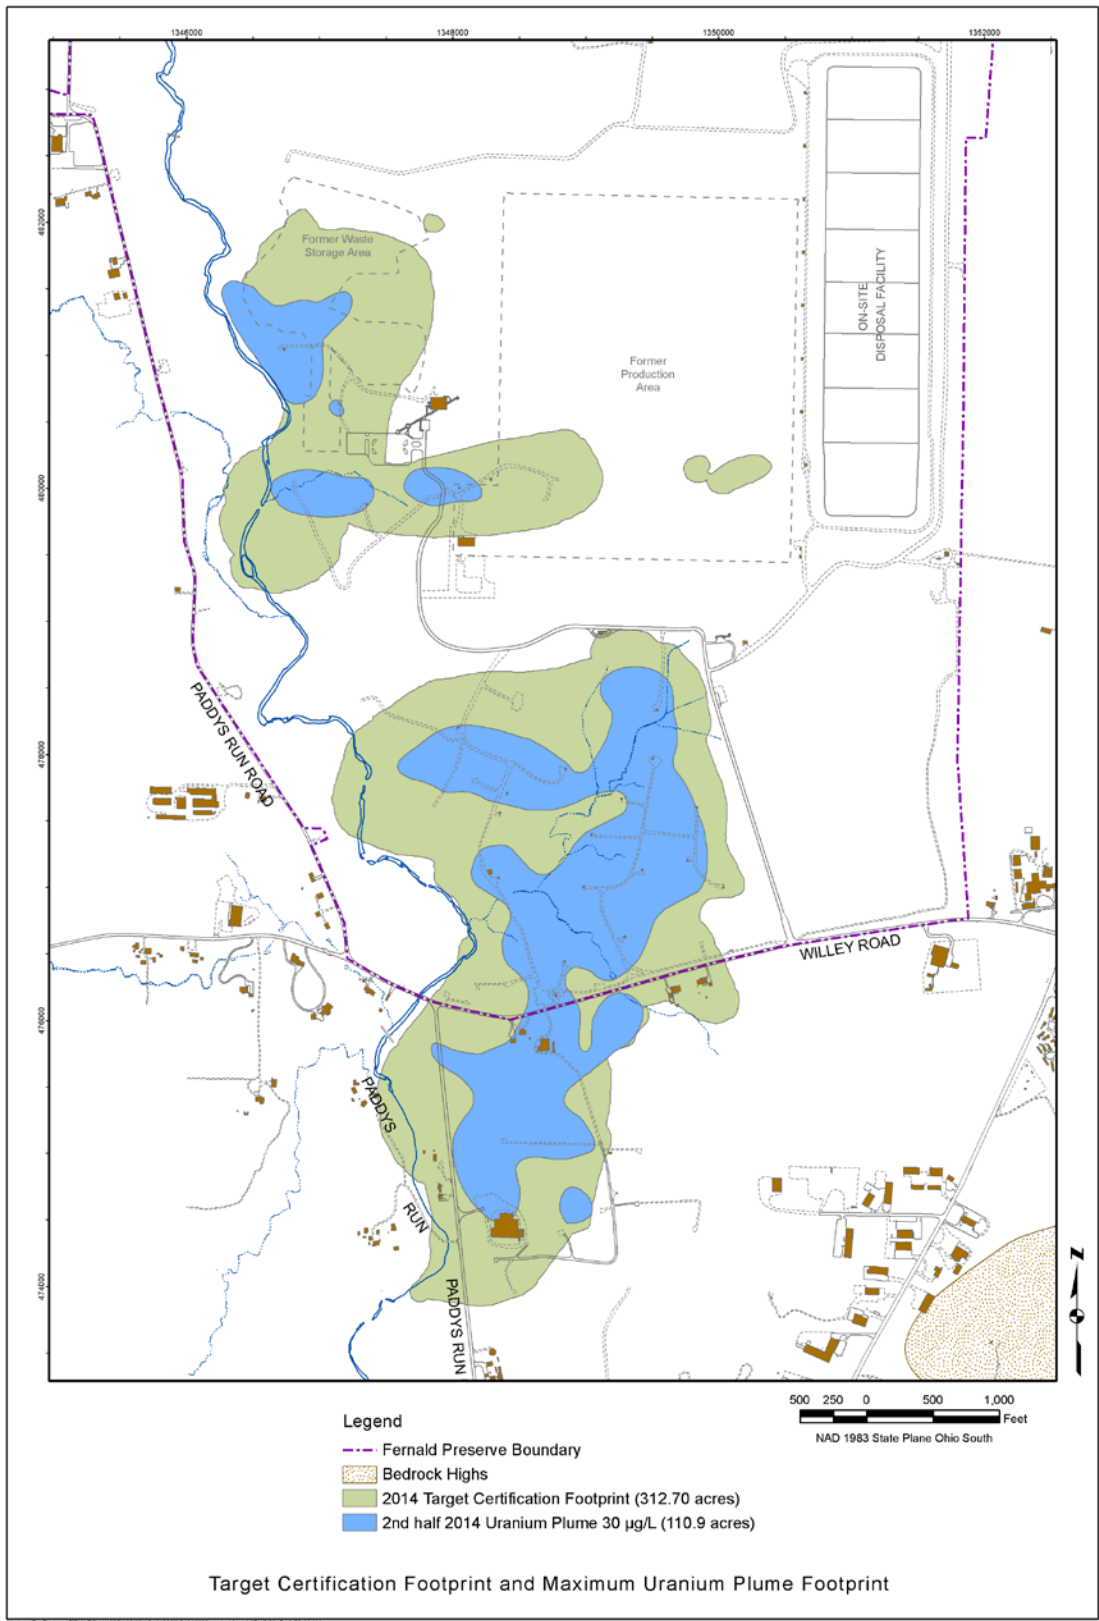 1346000
1348000
1350000
1352000
482000
480000
478000
476000
474000
Former Waste
Storage Area
Former
Production
Area
ON-SITE
DISPOSAL FACILITY
PADDYS RUN ROAD
WILLEY ROAD
PADDYS
RUN
PADDYS RUN
Z
500 250 0 500 1,000
Feet
NAD 1983 State Plane Ohio South
Legend
Fernald Preserve Boundary
Bedrock Highs
2014 Target Certification Footprint (312.70 acres)
2nd half 2014 Uranium Plume 30 µg/L (110.9 acres)
Target Certification Footprint and Maximum Uranium Plume Footprint